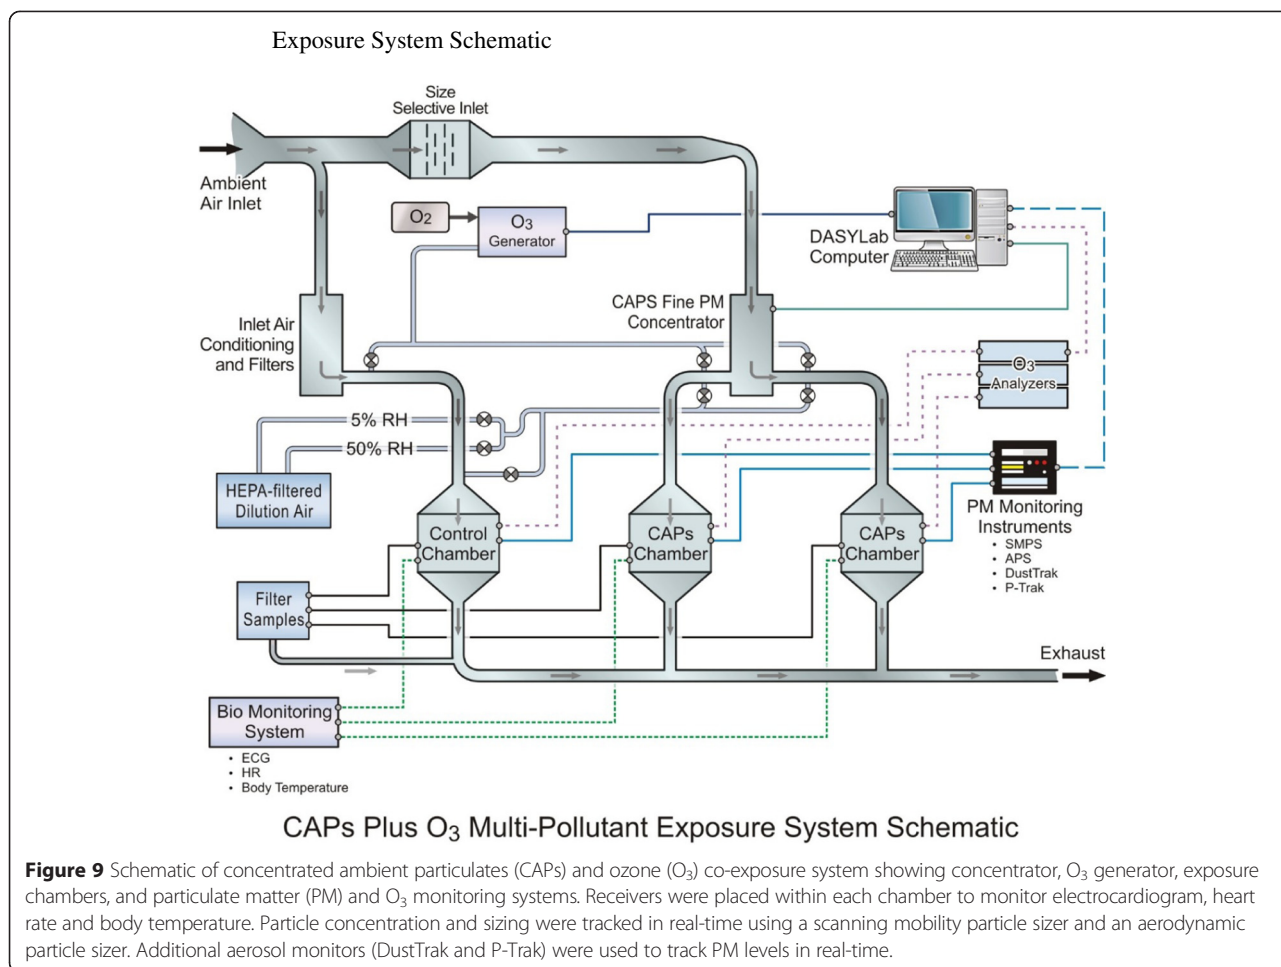 Exposure System Schematic
Size
Selective Inlet
Ambient
Air Inlet
O2
O3
Generator
DASYLab
Computer
CAPS Fine PM
Concentrator
Inlet Air
Conditioning
and Filters
O3
Analyzers
5% RH
50% RH
HEPA-filtered
Dilution Air
PM Monitoring
Instruments
• SMPS
• APS
• DustTrak
• P-Trak
Control
Chamber
CAPs
Chamber
CAPs
Chamber
Filter
Samples
Exhaust
Bio Monitoring
System
• ECG
• HR
• Body Temperature
CAPs Plus O3 Multi-Pollutant Exposure System Schematic
Figure 9 Schematic of concentrated ambient particulates (CAPs) and ozone (O3) co-exposure system showing concentrator, O3 generator, exposure
chambers, and particulate matter (PM) and O3 monitoring systems. Receivers were placed within each chamber to monitor electrocardiogram, heart
rate and body temperature. Particle concentration and sizing were tracked in real-time using a scanning mobility particle sizer and an aerodynamic
particle sizer. Additional aerosol monitors (DustTrak and P-Trak) were used to track PM levels in real-time.